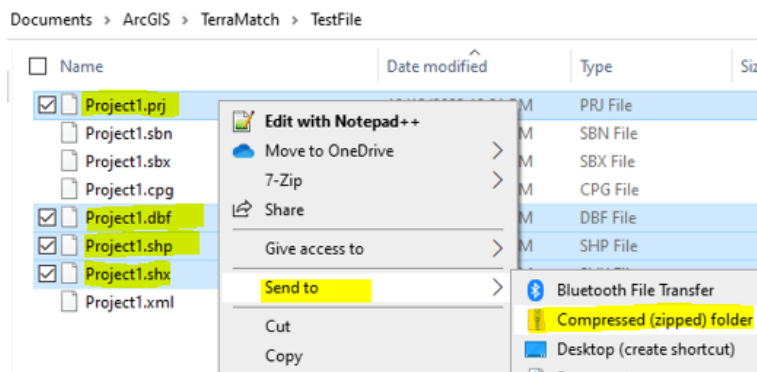 Documents > ArcGIS > TerraMatch > TestFile
Name Date modified Type
Project1.prj PRJ File
Project1.sbn M SBN File
Project1.sbx M SBX File
Project1.cpg M CPG File
Project1.dbf M DBF File
Project1.shp M SHP File
Project1.shx
Project1.xml
Edit with Notepad++
Move to OneDrive
7-Zip
Share
Give access to
Send to
Cut
Copy
Bluetooth File Transfer
Compressed (zipped) folder
Desktop (create shortcut)